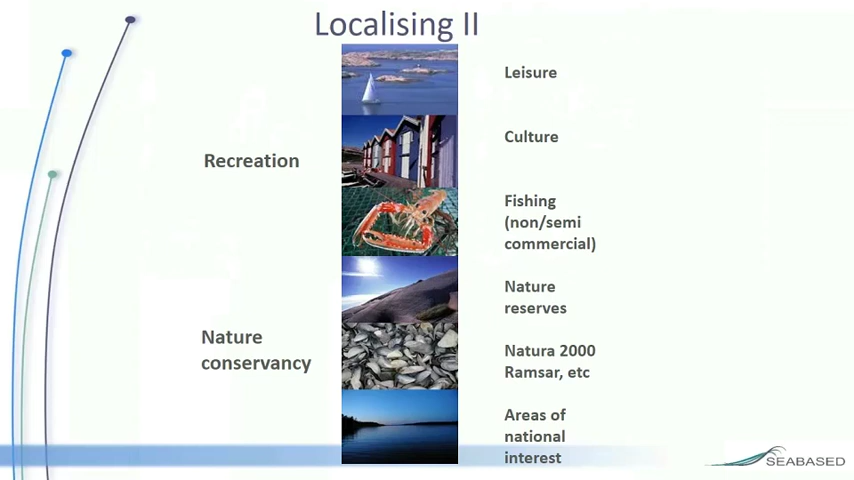 Localising II
Leisure
Culture
Recreation
Fishing
(non/semi
commercial)
Nature
reserves
Nature
conservancy
Natura 2000
Ramsar, etc
Areas of
national
interest
SEABASED